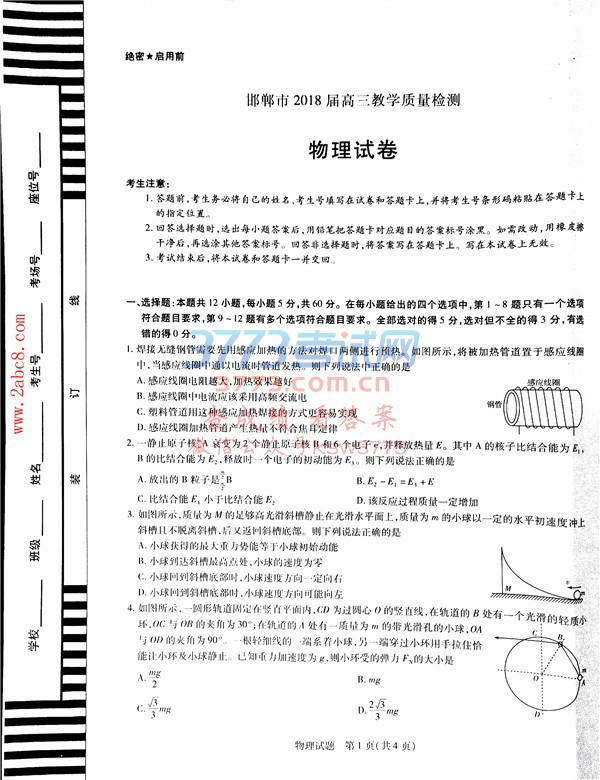 绝密★启用前
邯郸市2018届高三教学质量检测
物理试卷
考生注意:
1.答题前,考生务必将自己的姓名、考生号填写在试卷和答题卡上,并将考生号条形码粘贴在答题卡上
的指定位置。
2.回答选择题时,选出每小题答案后,用铅笔把答题卡对应题目的答案标号涂黑。如需改动,用橡皮擦
干净后,再选涂其他答案标号。回答非选择题时,将答案写在答题卡上。写在本试卷上无效。
3.考试结束后,将本试卷和答题卡一并交回。
一、选择题:本题共12小题,每小题5分,共60分。在每小题给出的四个选项中,第1~8题只有一个选项
符合题目要求,第9~12题有多个选项符合题目要求。全部选对的得5分,选对但不全的得3分,有选
错的得0分。
1.焊接无缝钢管需要先用感应加热的方法对焊口两侧进行预热。如图所示,将被加热管道置于感应线圈
中,当感应线圈中通以电流时管道发热。则下列说法中正确的是
A.感应线圈电阻越大,加热效果越好
B.感应线圈中电流应该采用高频交流电
C.塑料管道用这种感应加热焊接的方式更容易实现
D.感应线圈加热管道产生热量不符合焦耳定律
感应线圈
钢管
2.一静止原子核A衰变为2个静止原子核B和6个电子e,并释放热量E。其中A的核子比结合能为E₁,
B的比结合能为E₂,释放时一个电子的初动能为E₃。则下列说法正确的是
A.放出的B粒子是 B
B.E₂-E₁=E₃+E
C.比结合能E₁小于比结合能E₂
D.该反应过程质量一定增加
3.如图所示,质量为M的足够高光滑斜槽静止在光滑水平面上,质量为m的小球以一定的水平初速度冲上
斜槽且不脱离斜槽,后又返回斜槽底部。则下列说法正确的是
A.小球获得的最大重力势能等于小球初始动能
B.小球到达斜槽最高点处,小球的速度为零
C.小球回到斜槽底部时,小球速度方向一定向右
D.小球回到斜槽底部时,小球速度方向可能向左
M
v
m
4.如图所示,一圆形轨道固定在竖直平面内,CD为过圆心O的竖直线,在轨道的B处有一个光滑的轻质小
环,OC与OB的夹角为30°;在轨道的A处有一质量为m的带光滑孔的小球,OA
与OD的夹角为90°。一根轻细线的一端系着小球,另一端穿过小环用手拉住恰
能让小环及小球静止。已知重力加速度为g,则小环受的弹力Fₙ的大小是
A. mg/2
B. mg
C. √3/3 mg
D. 2√3/3 mg
C
B
O
A
D
物理试题 第1页(共4页)
学校
班级
姓名
考生号
考场号
座位号
装
订
线
www.2abc8.com
3773考试网
.com.cn
微信公众号KSW3773